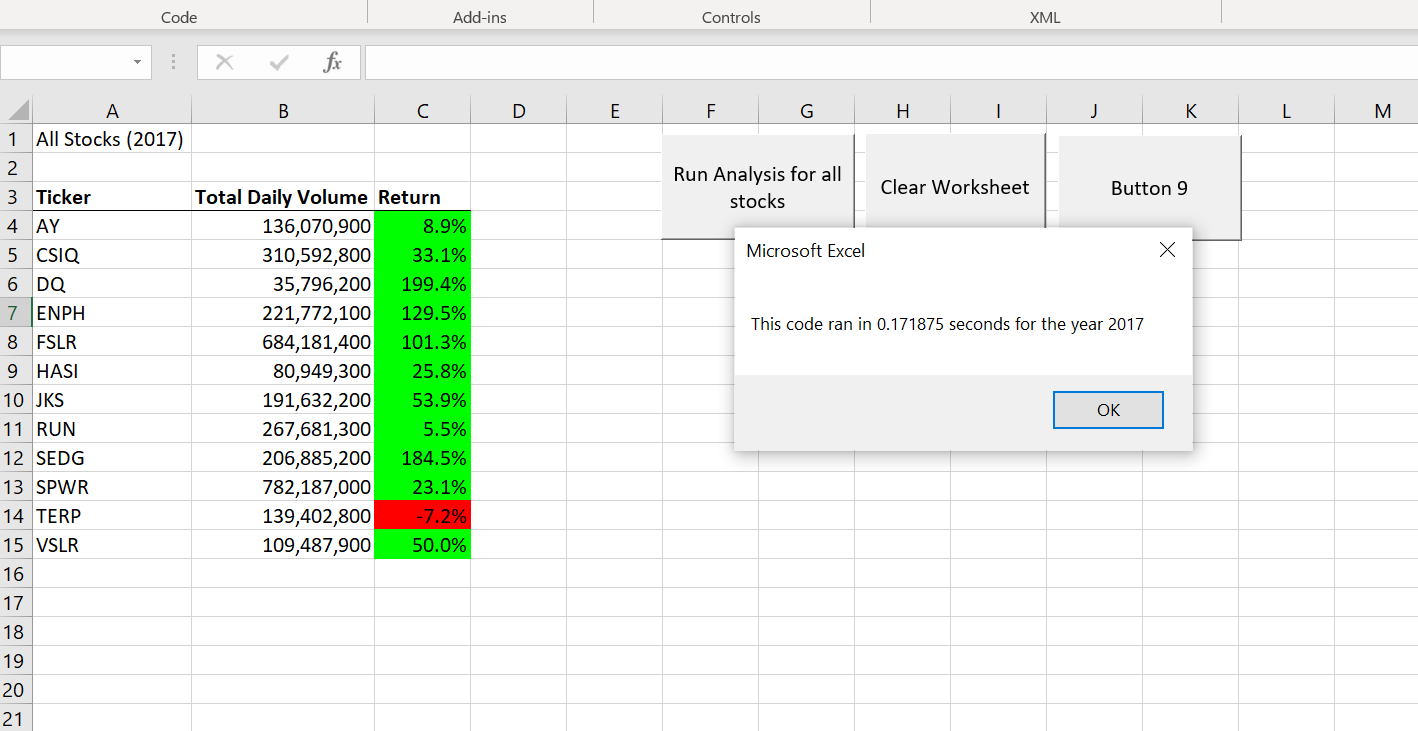 Code Add-ins Controls XML
fx
A B C D E F G H I J K L M
1 All Stocks (2017)
2
3 Ticker Total Daily Volume Return
4 AY 136,070,900 8.9%
5 CSIQ 310,592,800 33.1%
6 DQ 35,796,200 199.4%
7 ENPH 221,772,100 129.5%
8 FSLR 684,181,400 101.3%
9 HASI 80,949,300 25.8%
10 JKS 191,632,200 53.9%
11 RUN 267,681,300 5.5%
12 SEDG 206,885,200 184.5%
13 SPWR 782,187,000 23.1%
14 TERP 139,402,800 -7.2%
15 VSLR 109,487,900 50.0%
16
17
18
19
20
21
Run Analysis for all
stocks
Clear Worksheet
Button 9
Microsoft Excel
This code ran in 0.171875 seconds for the year 2017
OK